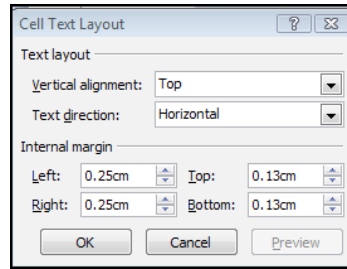 Cell Text Layout
Text layout
Vertical alignment: Top
Text direction: Horizontal
Internal margin
Left: 0.25cm Top: 0.13cm
Right: 0.25cm Bottom: 0.13cm
OK Cancel Preview